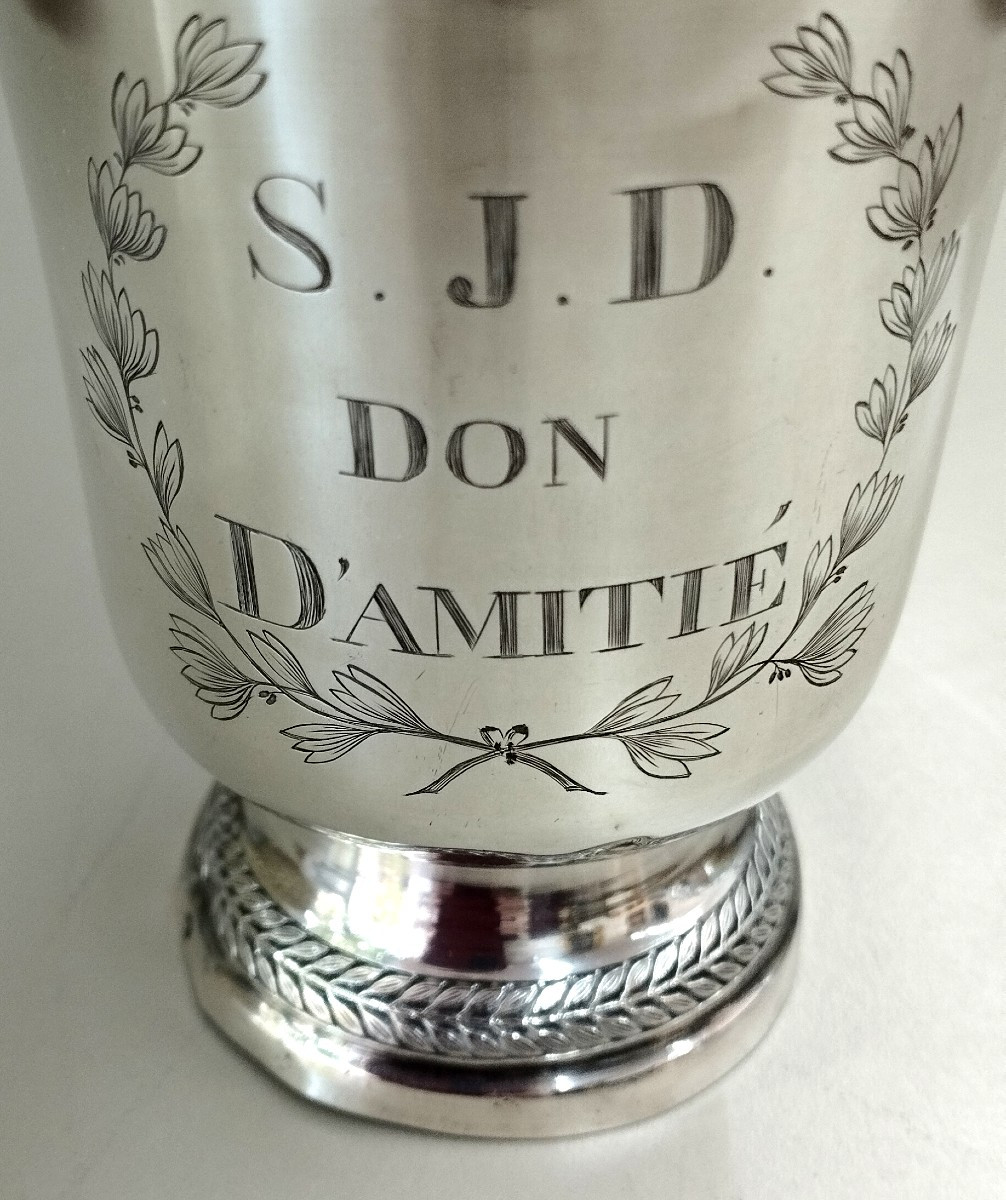 S. J. D.
DON
D'AMITIÉ